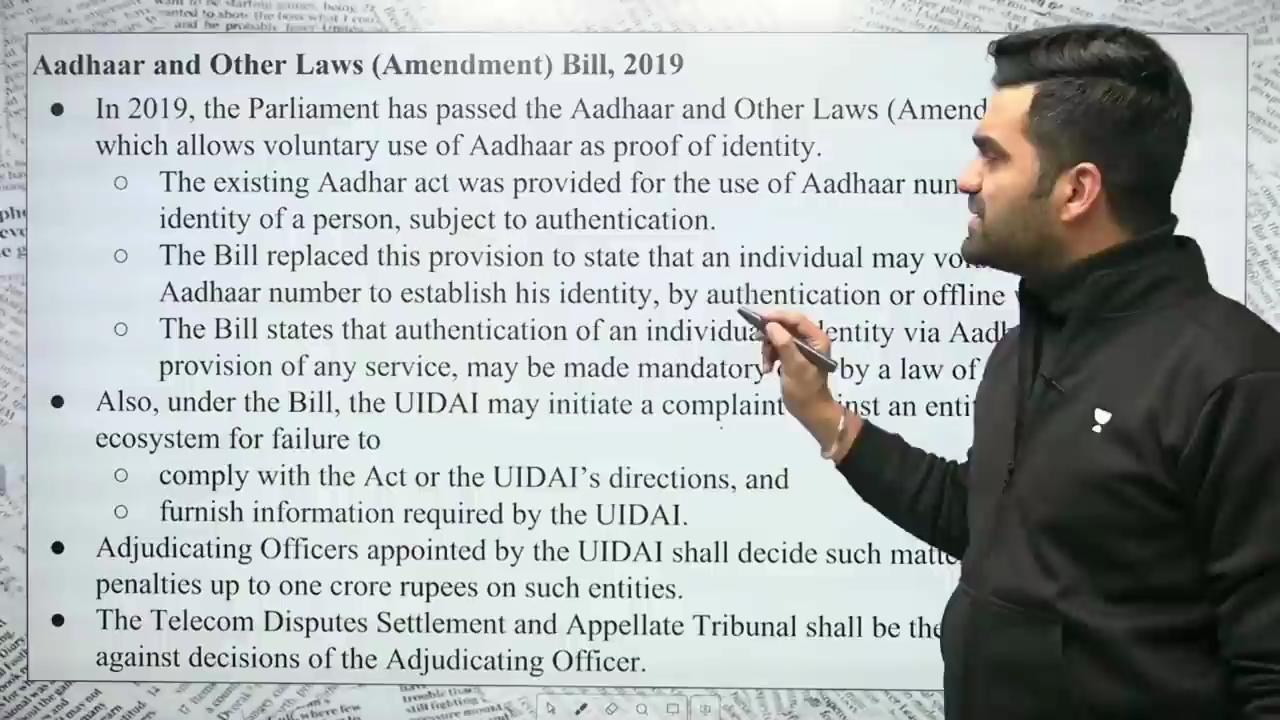 Aadhaar and Other Laws (Amendment) Bill, 2019
● In 2019, the Parliament has passed the Aadhaar and Other Laws (Amend
which allows voluntary use of Aadhaar as proof of identity.
○ The existing Aadhar act was provided for the use of Aadhaar num
identity of a person, subject to authentication.
○ The Bill replaced this provision to state that an individual may
Aadhaar number to establish his identity, by authentication or offline
○ The Bill states that authentication of an individua entity via Aad
provision of any service, may be made mandatory by a law of
● Also, under the Bill, the UIDAI may initiate a complaint inst an enti
ecosystem for failure to
○ comply with the Act or the UIDAI's directions, and
○ furnish information required by the UIDAI.
● Adjudicating Officers appointed by the UIDAI shall decide such matte
penalties up to one crore rupees on such entities.
● The Telecom Disputes Settlement and Appellate Tribunal shall be the
against decisions of the Adjudicating Officer.